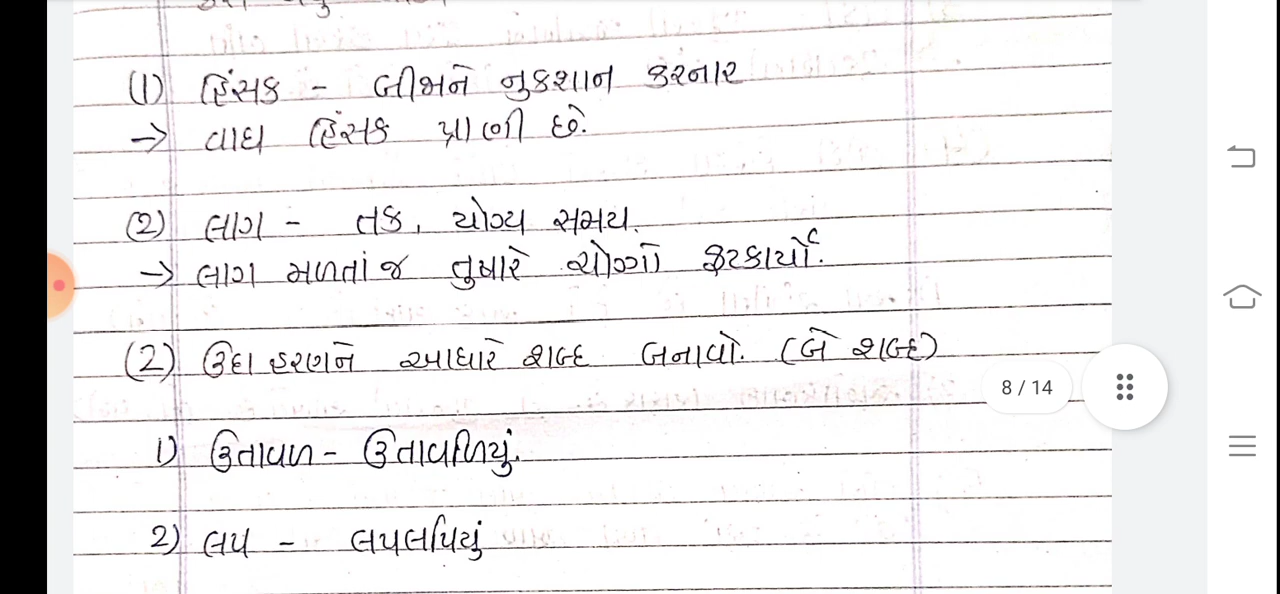 (1) હિંસક - બીજાને નુકશાન કરનાર
→ વાઘ હિંસક પ્રાણી છે.
(2) લાગ - તક, યોગ્ય સમય.
→ લાગ મળતાં જ તુષારે ચોગ્ગો ફટકાર્યો.
(2) ઉદાહરણને આધારે શબ્દ બનાવો. (બે શબ્દ)
8 / 14
1) ઉતાવળ - ઉતાવળિયું.
2) લપ - લપલપિયું